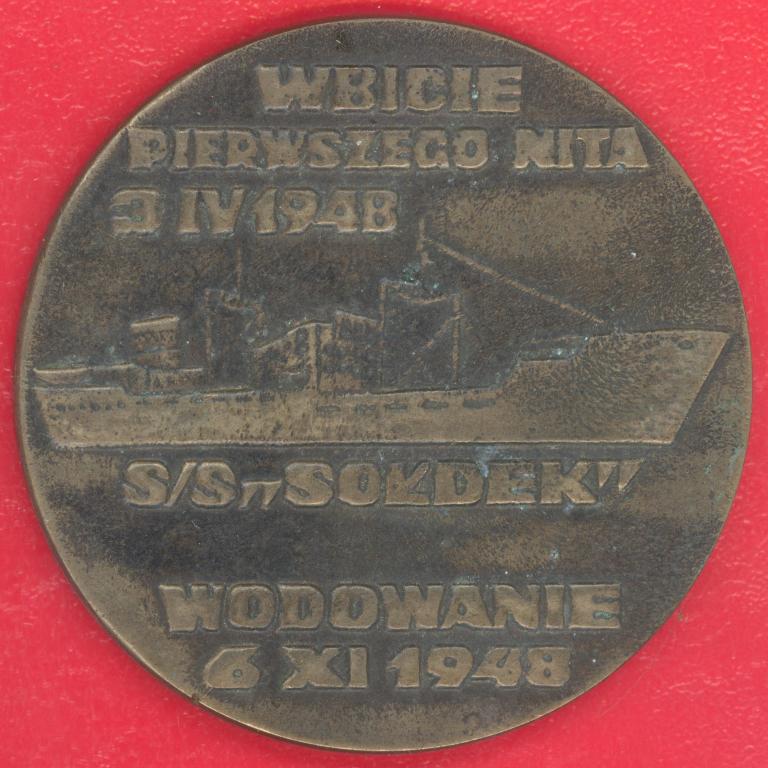 WBICIE
PIERWSZEGO NITA
3 IV 1948
S/S „SOŁDEK"
WODOWANIE
6 XI 1948